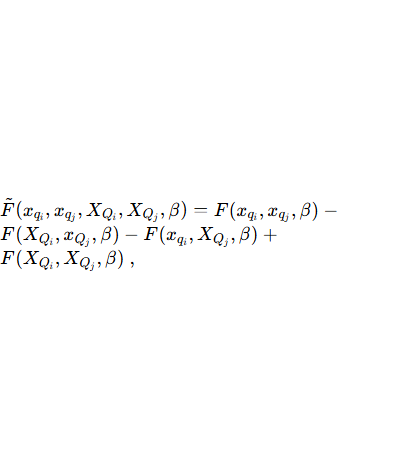 F̃(x_{q_i}, x_{q_j}, X_{Q_i}, X_{Q_j}, β) = F(x_{q_i}, x_{q_j}, β) −
F(X_{Q_i}, x_{Q_j}, β) − F(x_{q_i}, X_{Q_j}, β) +
F(X_{Q_i}, X_{Q_j}, β) ,